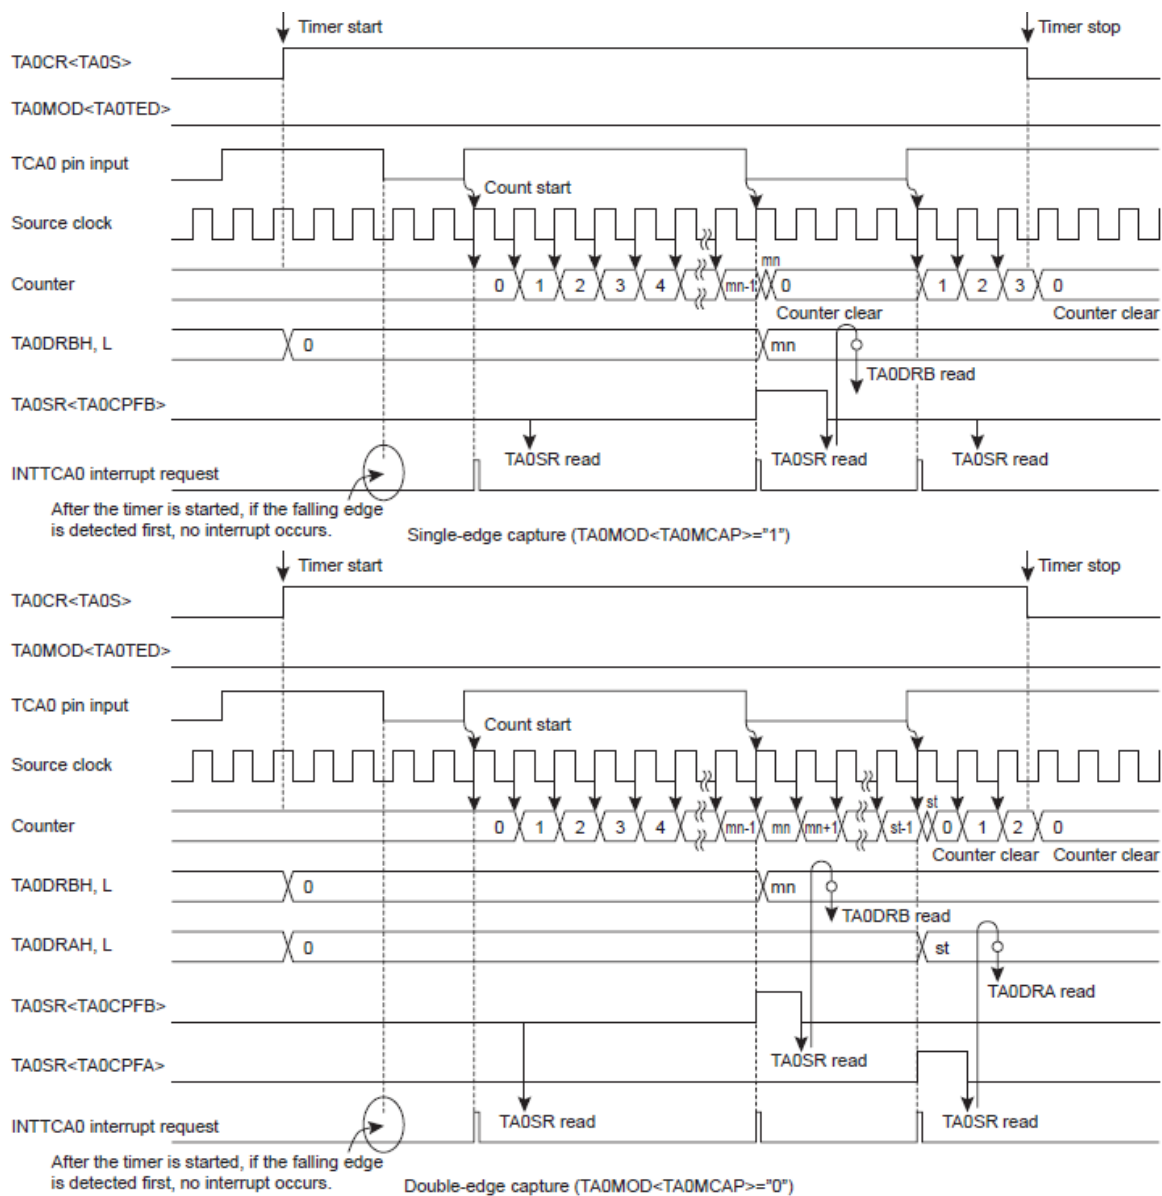 Timer start
Timer stop
TA0CR<TA0S>
TA0MOD<TA0TED>
TCA0 pin input
Count start
Source clock
mn
Counter
0 1 2 3 4 mn-1 0 1 2 3 0
Counter clear
Counter clear
TA0DRBH, L
0
mn
TA0DRB read
TA0SR<TA0CPFB>
TA0SR read
TA0SR read
TA0SR read
INTTCA0 interrupt request
After the timer is started, if the falling edge
is detected first, no interrupt occurs.
Single-edge capture (TA0MOD<TA0MCAP>="1")
Timer start
Timer stop
TA0CR<TA0S>
TA0MOD<TA0TED>
TCA0 pin input
Count start
Source clock
st
Counter
0 1 2 3 4 mn-1 mn mn+1 st-1 0 1 2 0
Counter clear
Counter clear
TA0DRBH, L
0
mn
TA0DRB read
TA0DRAH, L
0
st
TA0DRA read
TA0SR<TA0CPFB>
TA0SR read
TA0SR<TA0CPFA>
TA0SR read
TA0SR read
INTTCA0 interrupt request
After the timer is started, if the falling edge
is detected first, no interrupt occurs.
Double-edge capture (TA0MOD<TA0MCAP>="0")